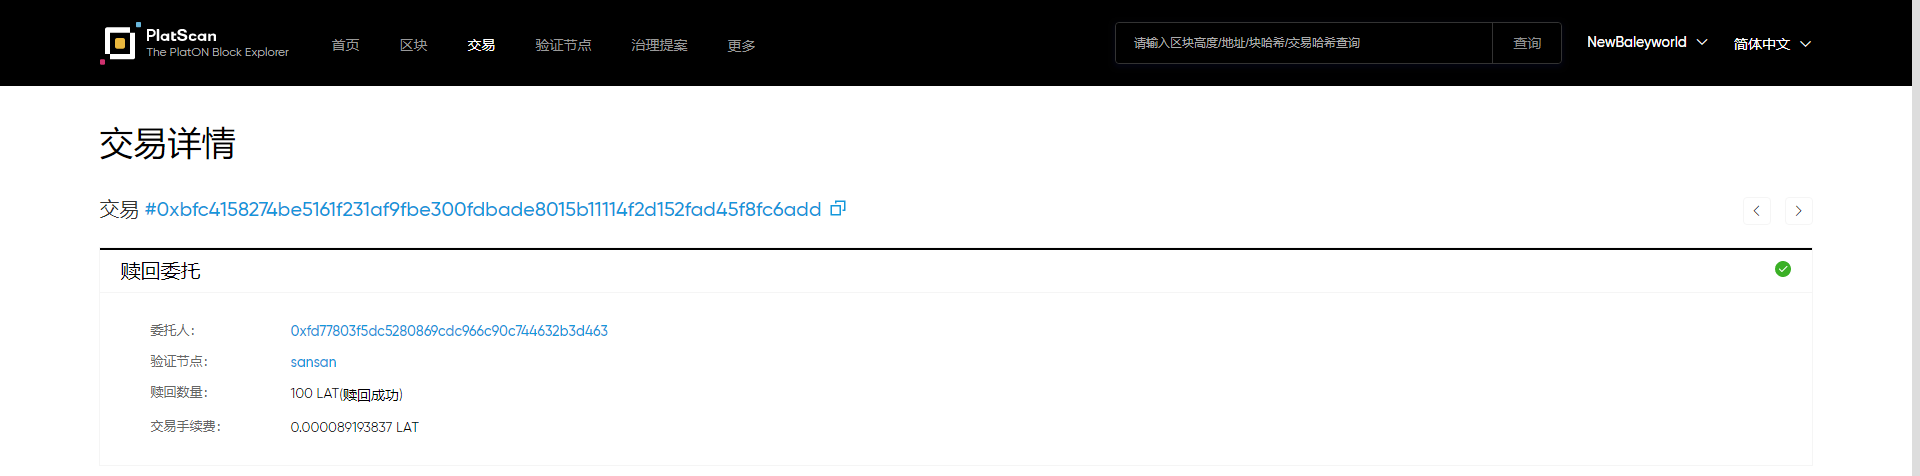 PlatScan
The PlatON Block Explorer
首页 区块 交易 验证节点 治理提案 更多
请输入区块高度/地址/块哈希/交易哈希查询 查询
NewBaleyworld 简体中文
交易详情
交易 #0xbfc4158274be5161f231af9fbe300fdbade8015b11114f2d152fad45f8fc6add
赎回委托
委托人: 0xfd77803f5dc5280869cdc966c90c744632b3d463
验证节点: sansan
赎回数量: 100 LAT(赎回成功)
交易手续费: 0.000089193837 LAT